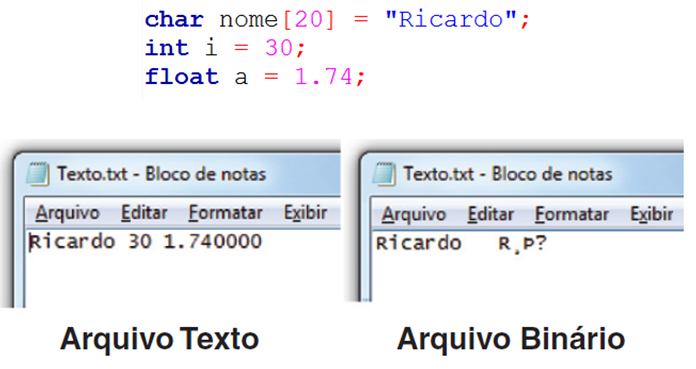 char nome[20] = "Ricardo";
int i = 30;
float a = 1.74;
Texto.txt - Bloco de notas
Arquivo Editar Formatar Exibir
Ricardo 30 1.740000
Arquivo Texto
Texto.txt - Bloco de notas
Arquivo Editar Formatar Exibir
Ricardo   R¸Þ?
Arquivo Binário